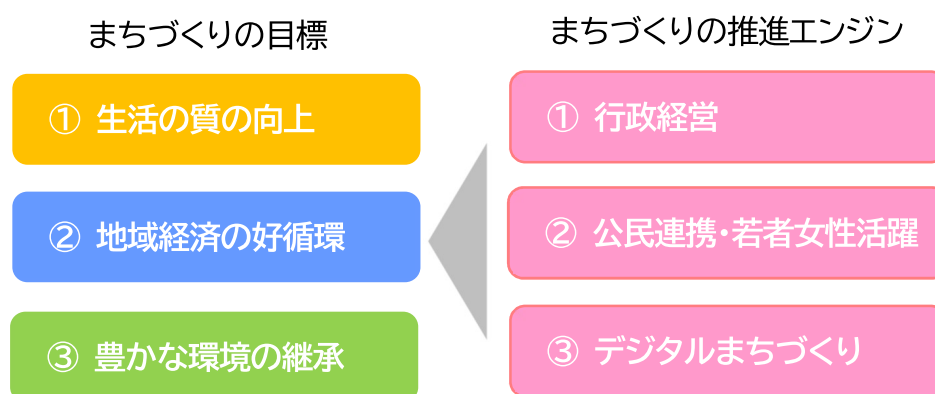 まちづくりの目標
① 生活の質の向上
② 地域経済の好循環
③ 豊かな環境の継承
まちづくりの推進エンジン
① 行政経営
② 公民連携・若者女性活躍
③ デジタルまちづくり